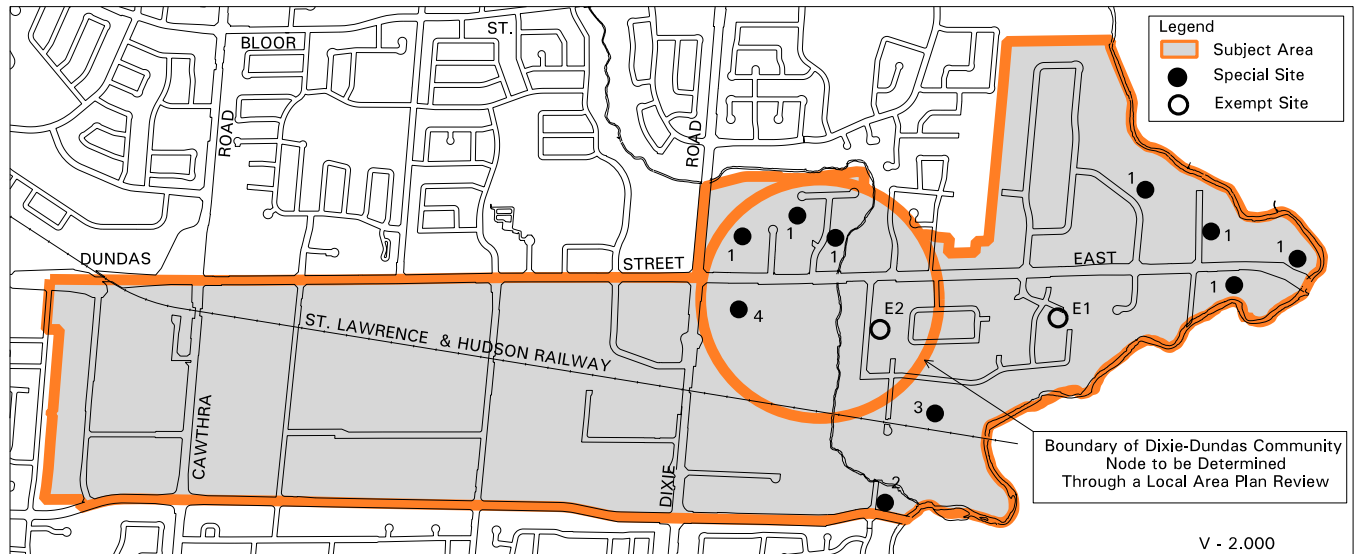 BLOOR
ST.
ROAD
ROAD
Legend
Subject Area
Special Site
Exempt Site
DUNDAS
STREET
EAST
1
1
1
1
1
1
1
4
E2
E1
ST. LAWRENCE & HUDSON RAILWAY
3
CAWTHRA
DIXIE
2
Boundary of Dixie-Dundas Community
Node to be Determined
Through a Local Area Plan Review
V - 2.000